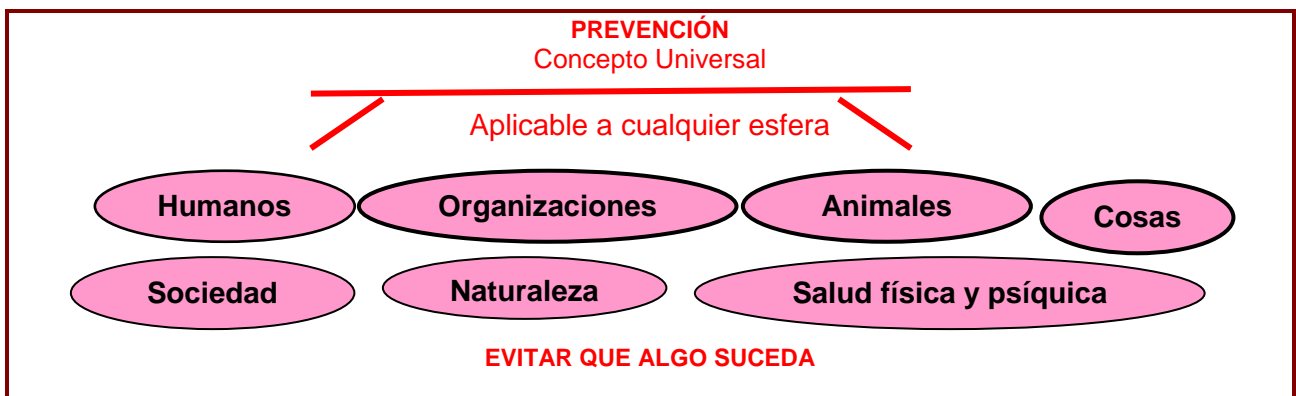 PREVENCIÓN
Concepto Universal
Aplicable a cualquier esfera
Humanos
Organizaciones
Animales
Cosas
Sociedad
Naturaleza
Salud física y psíquica
EVITAR QUE ALGO SUCEDA